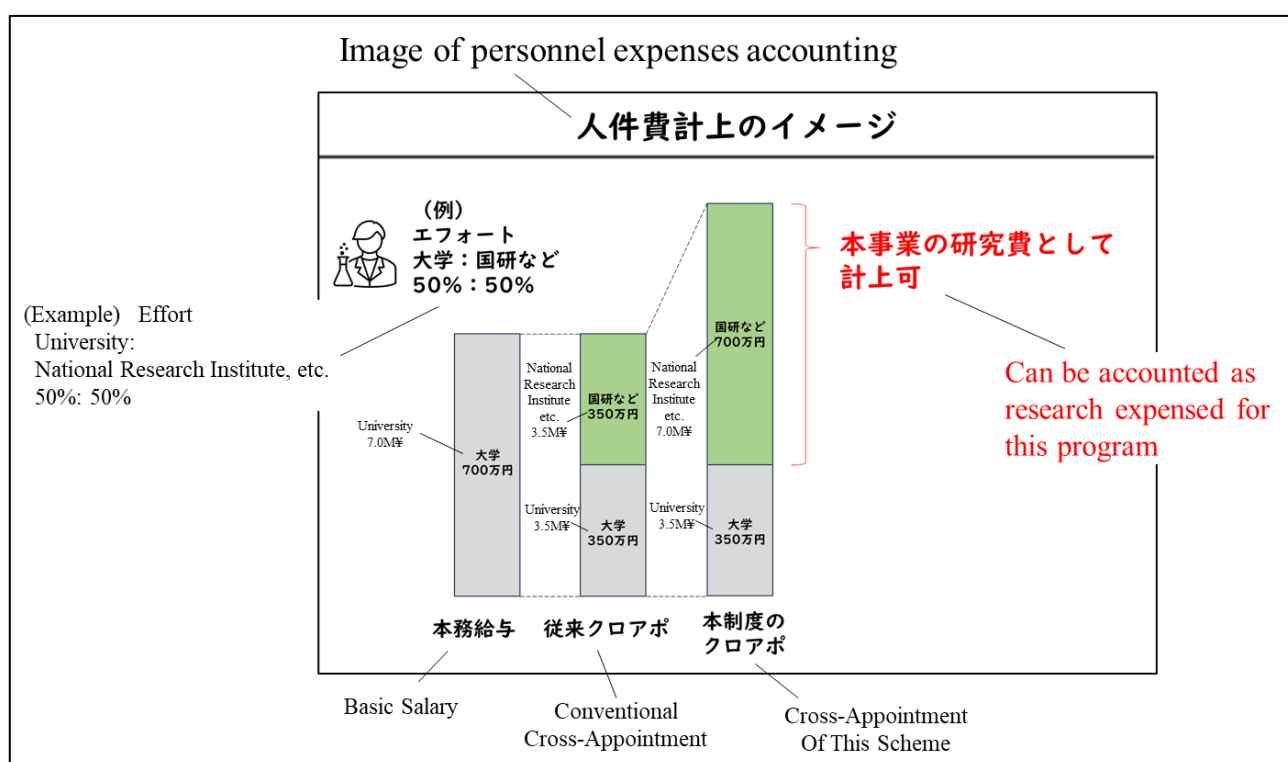 Image of personnel expenses accounting
人件費計上のイメージ
（例）
エフォート
大学：国研など
50%：50%
(Example) Effort
University:
National Research Institute, etc.
50%: 50%
本事業の研究費として
計上可
Can be accounted as
research expensed for
this program
University
7.0M¥
大学
700万円
National
Research
Institute
etc.
3.5M¥
国研など
350万円
University
3.5M¥
大学
350万円
National
Research
Institute
etc.
7.0M¥
国研など
700万円
University
3.5M¥
大学
350万円
本務給与
従来クロアポ
本制度の
クロアポ
Basic Salary
Conventional
Cross-Appointment
Cross-Appointment
Of This Scheme